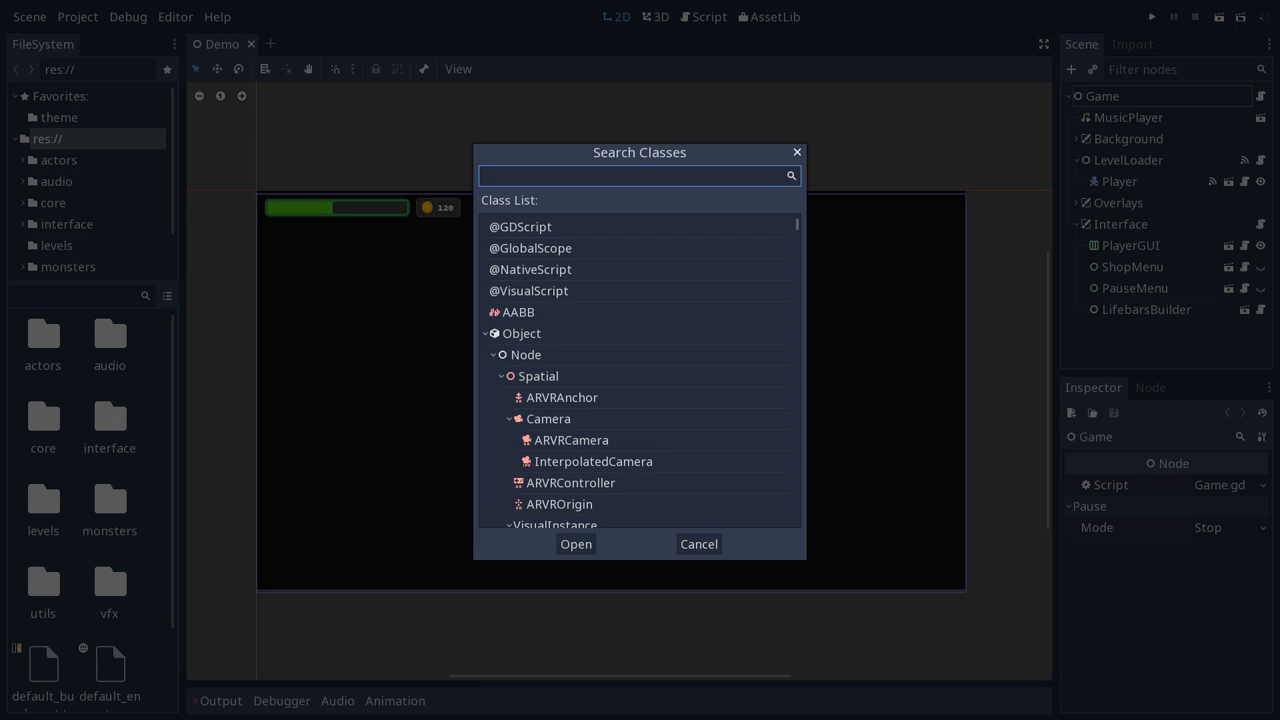 Scene Project Debug Editor Help
2D 3D Script AssetLib
FileSystem
res://
Favorites:
theme
res://
actors
audio
core
interface
levels
monsters
actors audio
core interface
levels monsters
utils vfx
default_bu default_en
Demo
View
120
Search Classes
Class List:
@GDScript
@GlobalScope
@NativeScript
@VisualScript
AABB
Object
Node
Spatial
ARVRAnchor
Camera
ARVRCamera
InterpolatedCamera
ARVRController
ARVROrigin
VisualInstance
Open Cancel
Output Debugger Audio Animation
Scene Import
Filter nodes
Game
MusicPlayer
Background
LevelLoader
Player
Overlays
Interface
PlayerGUI
ShopMenu
PauseMenu
LifebarsBuilder
Inspector Node
Game
Node
Script Game.gd
Pause
Mode Stop